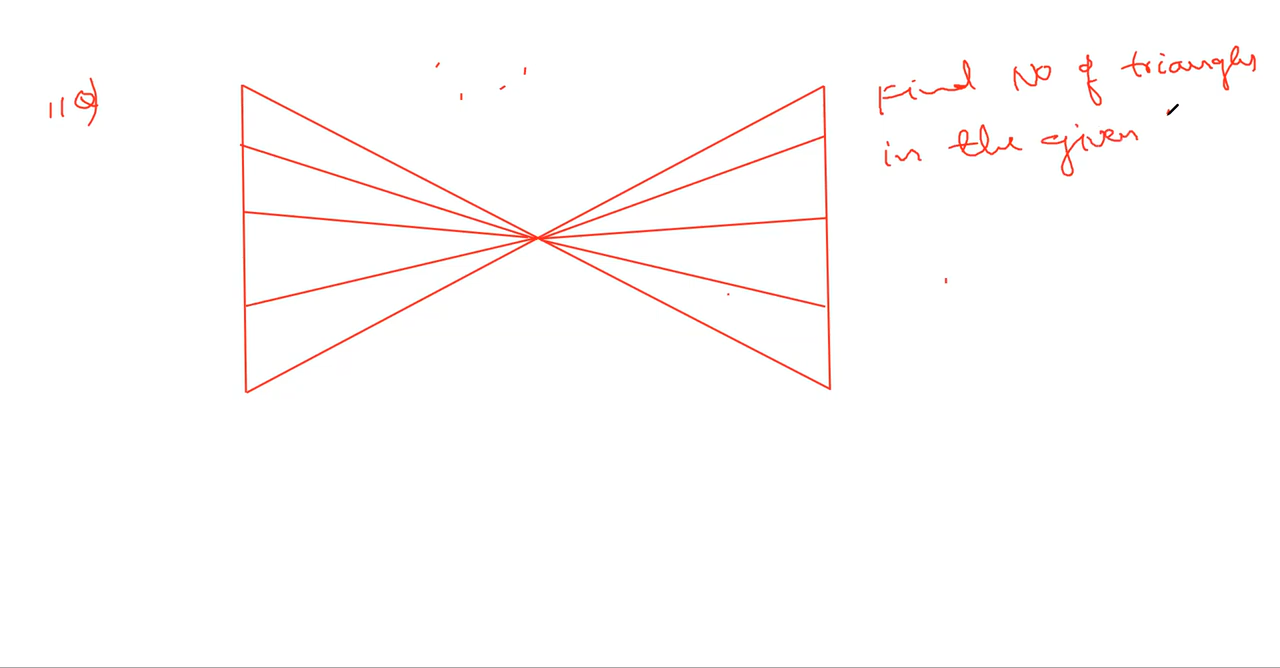 11Q)
Find No of triangles
in the given